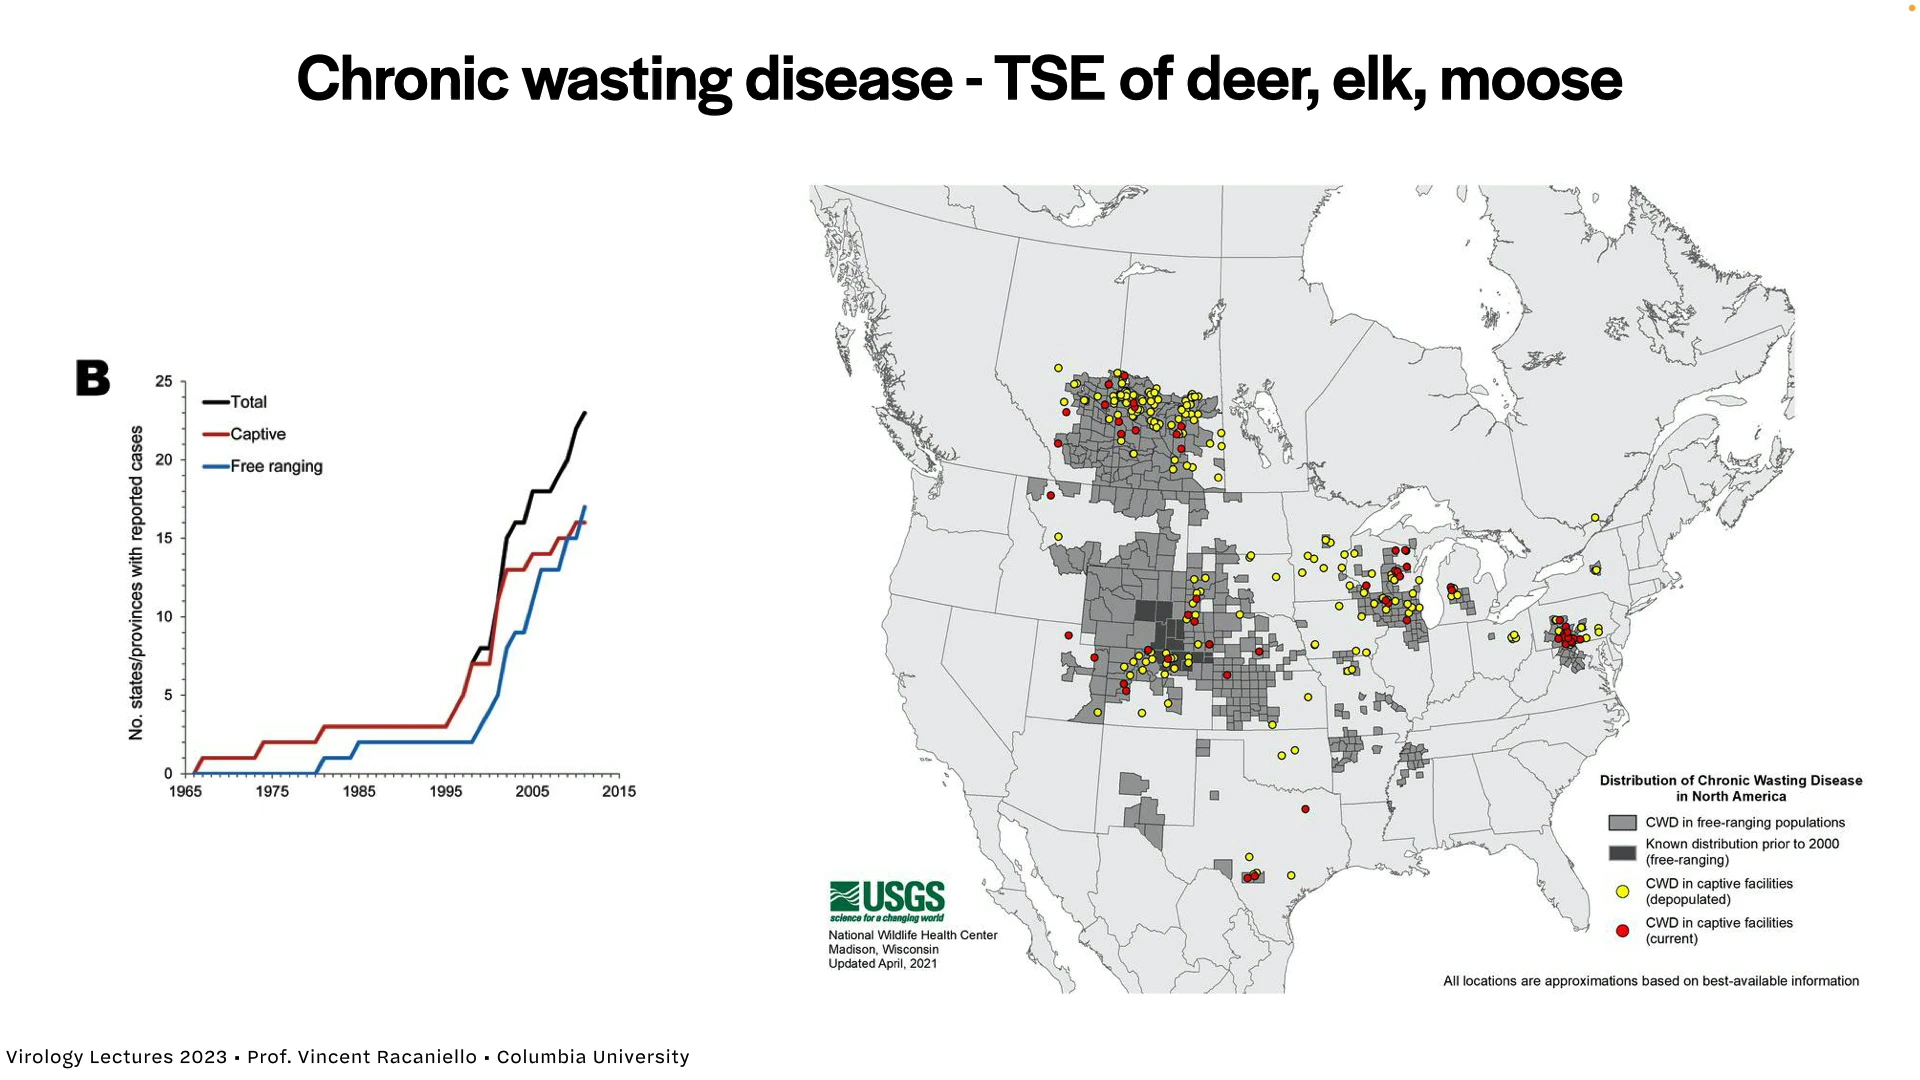 Chronic wasting disease - TSE of deer, elk, moose
B
No. states/provinces with reported cases
25
20
15
10
5
0
Total
Captive
Free ranging
1965
1975
1985
1995
2005
2015
USGS
science for a changing world
National Wildlife Health Center
Madison, Wisconsin
Updated April, 2021
Distribution of Chronic Wasting Disease
in North America
CWD in free-ranging populations
Known distribution prior to 2000
(free-ranging)
CWD in captive facilities
(depopulated)
CWD in captive facilities
(current)
All locations are approximations based on best-available information
Virology Lectures 2023 • Prof. Vincent Racaniello • Columbia University